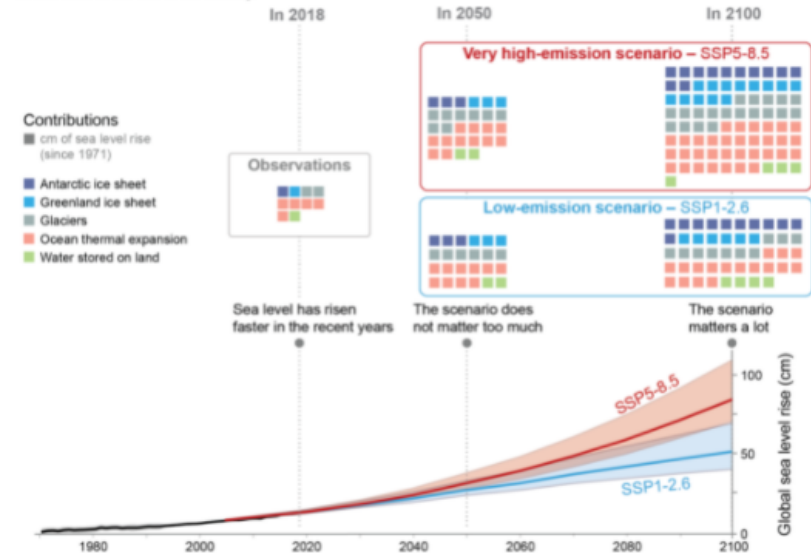 In 2018
In 2050
In 2100
Very high-emission scenario – SSP5-8.5
Contributions
cm of sea level rise
(since 1971)
Antarctic ice sheet
Greenland ice sheet
Glaciers
Ocean thermal expansion
Water stored on land
Observations
Low-emission scenario – SSP1-2.6
Sea level has risen
faster in the recent years
The scenario does
not matter too much
The scenario
matters a lot
SSP5-8.5
SSP1-2.6
100
50
0
Global sea level rise (cm)
1980
2000
2020
2040
2060
2080
2100